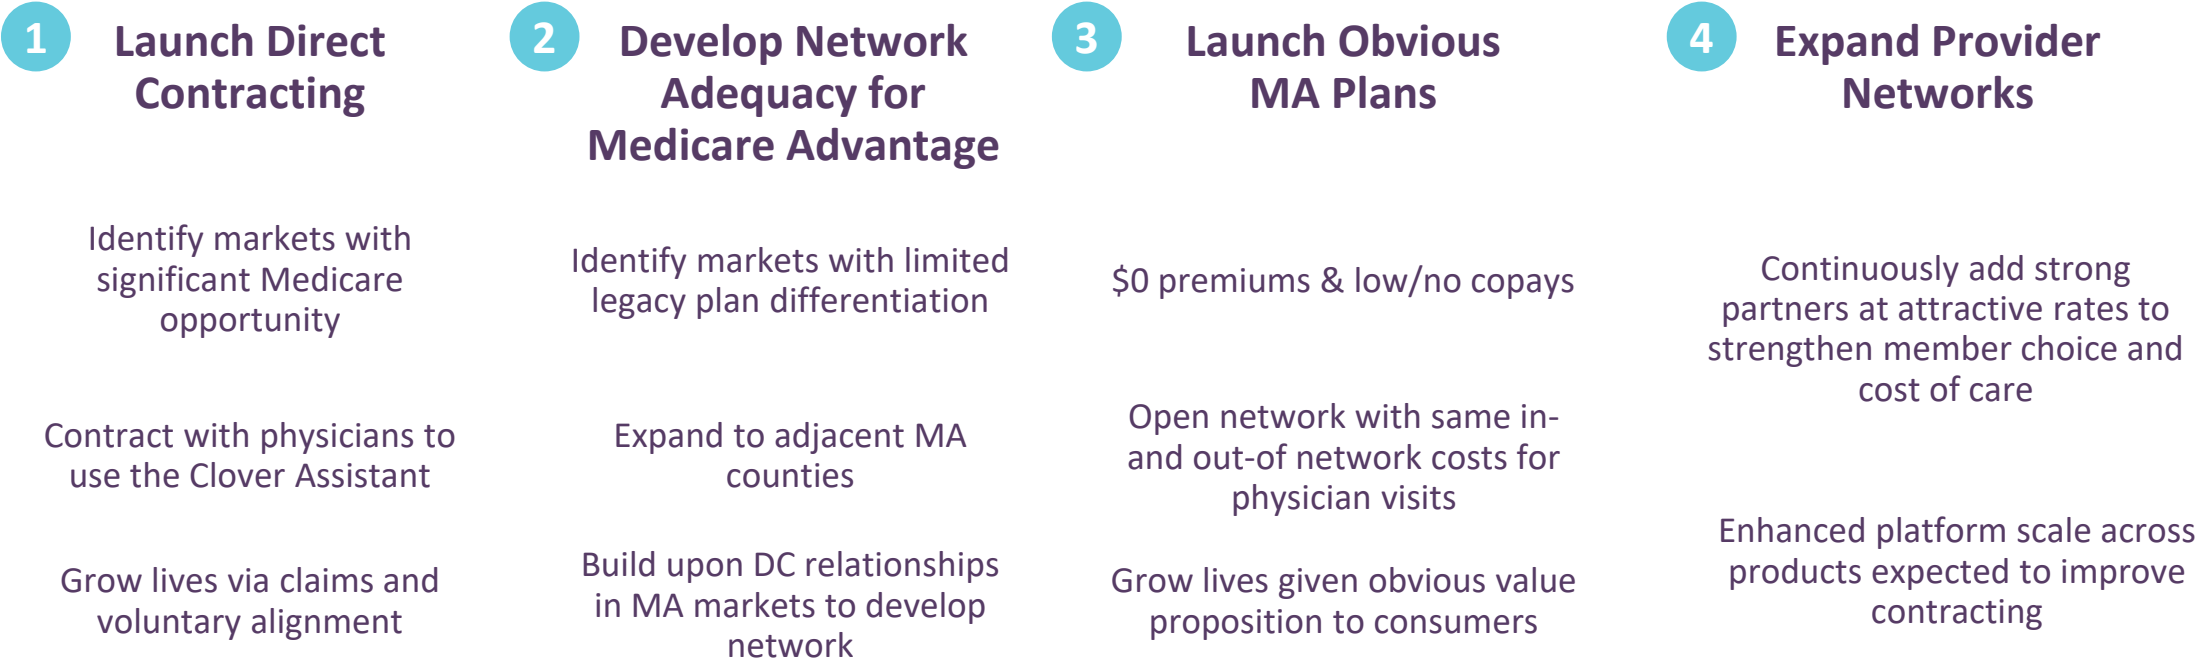 1
Launch Direct
Contracting
Identify markets with
significant Medicare
opportunity
Contract with physicians to
use the Clover Assistant
Grow lives via claims and
voluntary alignment
2
Develop Network
Adequacy for
Medicare Advantage
Identify markets with limited
legacy plan differentiation
Expand to adjacent MA
counties
Build upon DC relationships
in MA markets to develop
network
3
Launch Obvious
MA Plans
$0 premiums & low/no copays
Open network with same in-
and out-of network costs for
physician visits
Grow lives given obvious value
proposition to consumers
4
Expand Provider
Networks
Continuously add strong
partners at attractive rates to
strengthen member choice and
cost of care
Enhanced platform scale across
products expected to improve
contracting